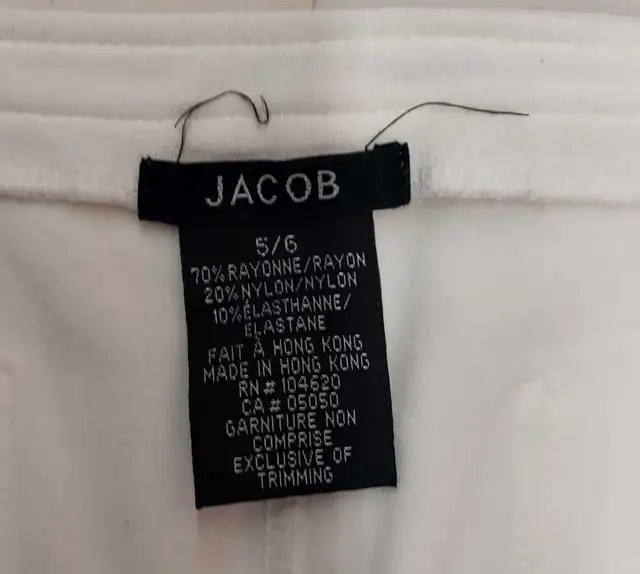 JACOB
5/6
70%RAYONNE/RAYON
20%NYLON/NYLON
10%ÉLASTHANNE/
ELASTANE
FAIT À HONG KONG
MADE IN HONG KONG
RN# 104620
CA# 05050
GARNITURE NON
COMPRISE
EXCLUSIVE OF
TRIMMING